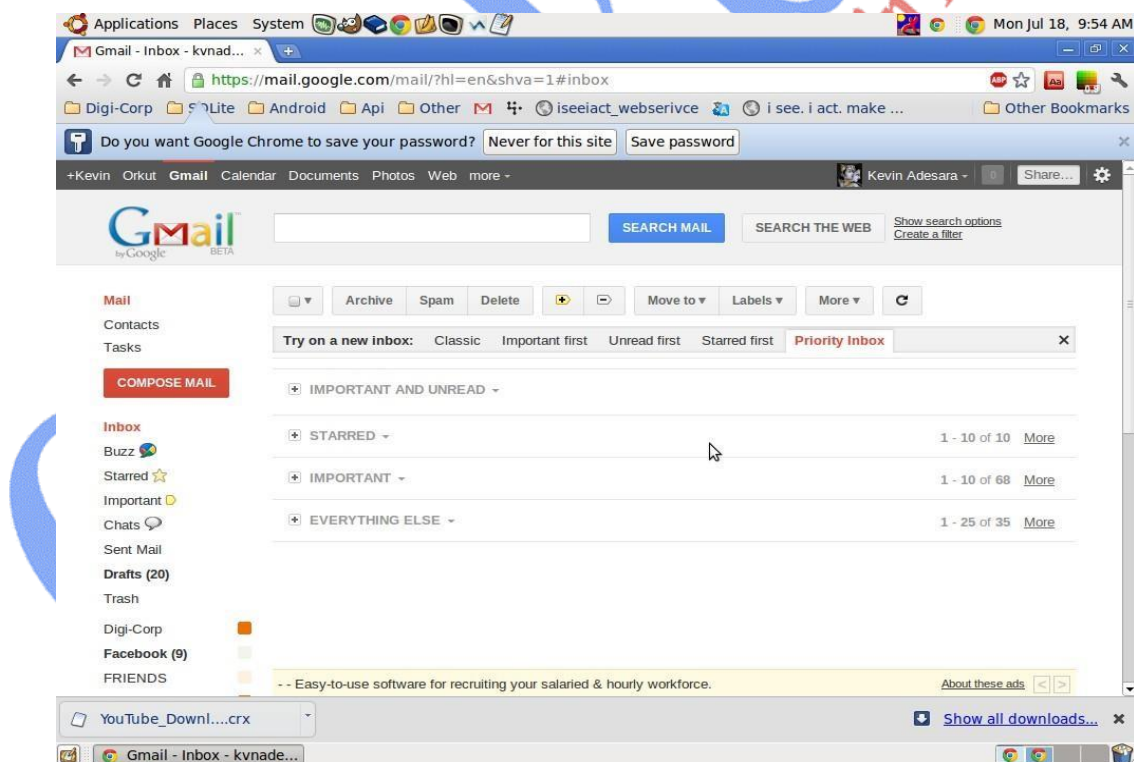 Applications Places System Mon Jul 18, 9:54 AM
Gmail - Inbox - kvnad...
https://mail.google.com/mail/?hl=en&shva=1#inbox
Digi-Corp SQLite Android Api Other iseeiact_webserivce i see. i act. make ... Other Bookmarks
Do you want Google Chrome to save your password? Never for this site Save password
+Kevin Orkut Gmail Calendar Documents Photos Web more Kevin Adesara 0 Share...
Gmail by Google BETA
SEARCH MAIL SEARCH THE WEB Show search options
Create a filter
Mail Archive Spam Delete Move to Labels More
Contacts
Tasks Try on a new inbox: Classic Important first Unread first Starred first Priority Inbox
COMPOSE MAIL IMPORTANT AND UNREAD
Inbox STARRED 1 - 10 of 10 More
Buzz
Starred IMPORTANT 1 - 10 of 68 More
Important
Chats EVERYTHING ELSE 1 - 25 of 35 More
Sent Mail
Drafts (20)
Trash
Digi-Corp
Facebook (9)
FRIENDS - - Easy-to-use software for recruiting your salaried & hourly workforce. About these ads < >
YouTube_Downl....crx Show all downloads...
Gmail - Inbox - kvnade...